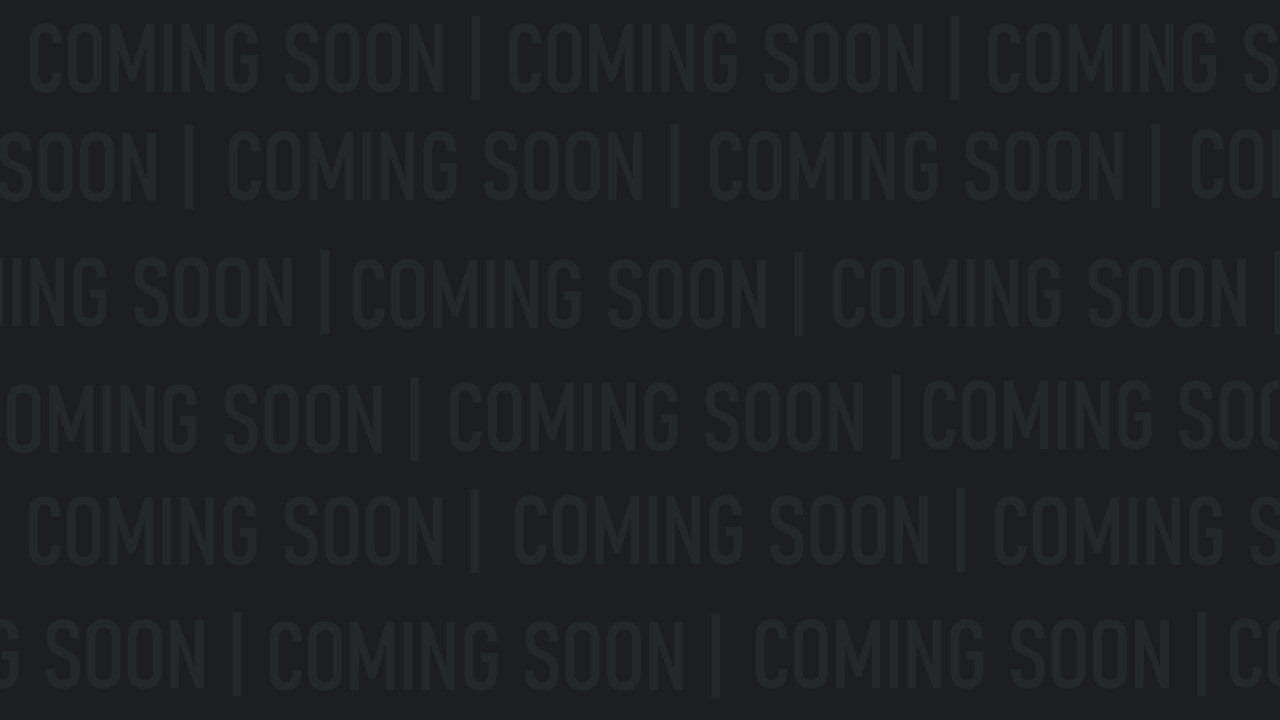 COMING SOON | COMING SOON | COMING S
SOON | COMING SOON | COMING SOON | CO
ING SOON | COMING SOON | COMING SOON
OMING SOON | COMING SOON | COMING SOO
COMING SOON | COMING SOON | COMING S
G SOON | COMING SOON | COMING SOON | CO